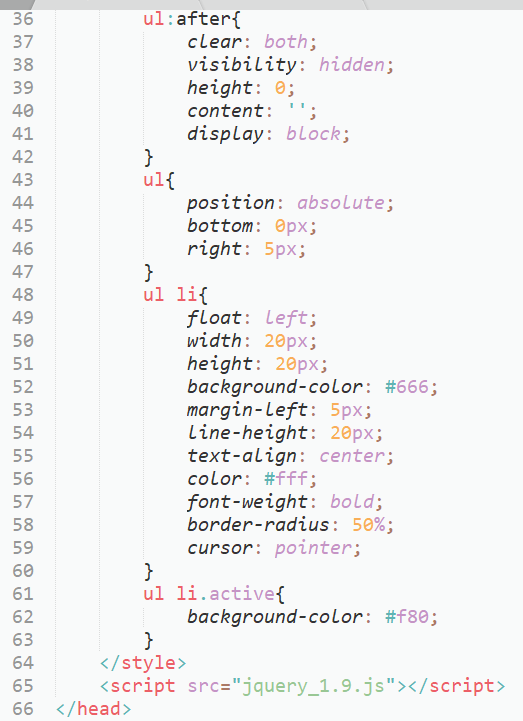 36 ul:after{
37 clear: both;
38 visibility: hidden;
39 height: 0;
40 content: '';
41 display: block;
42 }
43 ul{
44 position: absolute;
45 bottom: 0px;
46 right: 5px;
47 }
48 ul li{
49 float: left;
50 width: 20px;
51 height: 20px;
52 background-color: #666;
53 margin-left: 5px;
54 line-height: 20px;
55 text-align: center;
56 color: #fff;
57 font-weight: bold;
58 border-radius: 50%;
59 cursor: pointer;
60 }
61 ul li.active{
62 background-color: #f80;
63 }
64 </style>
65 <script src="jquery_1.9.js"></script>
66 </head>